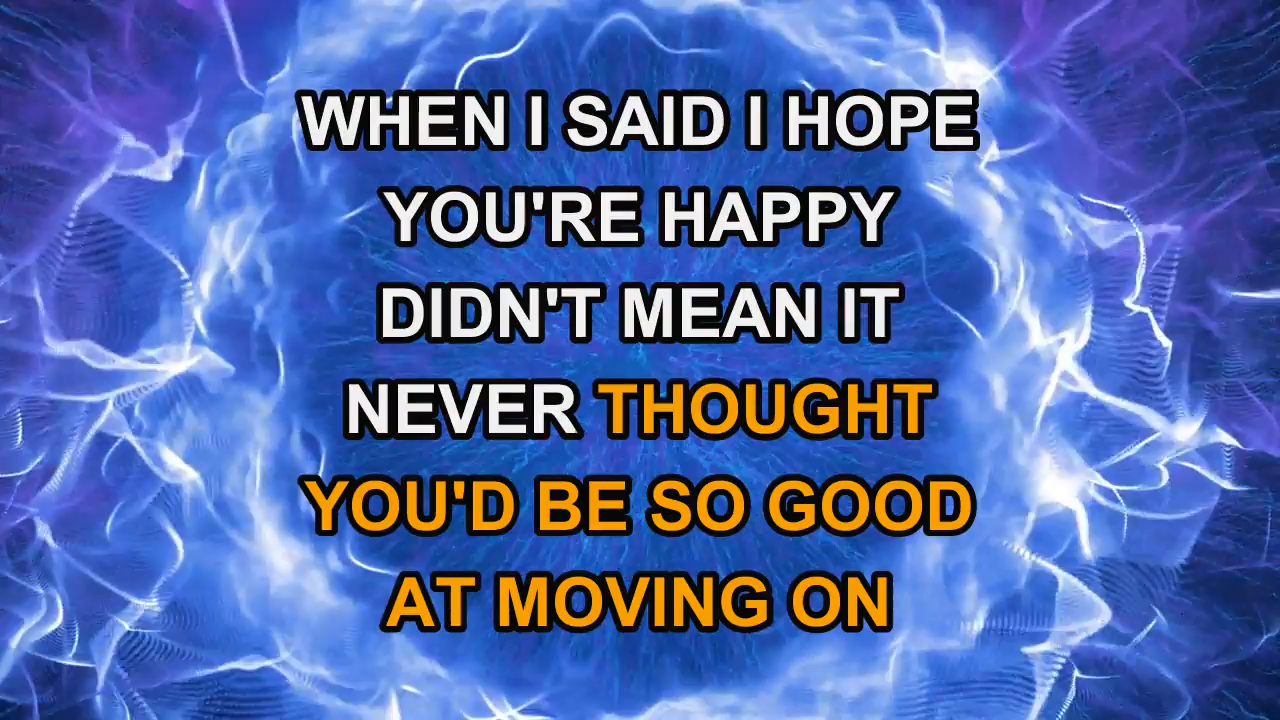 WHEN I SAID I HOPE
YOU'RE HAPPY
DIDN'T MEAN IT
NEVER THOUGHT
YOU'D BE SO GOOD
AT MOVING ON